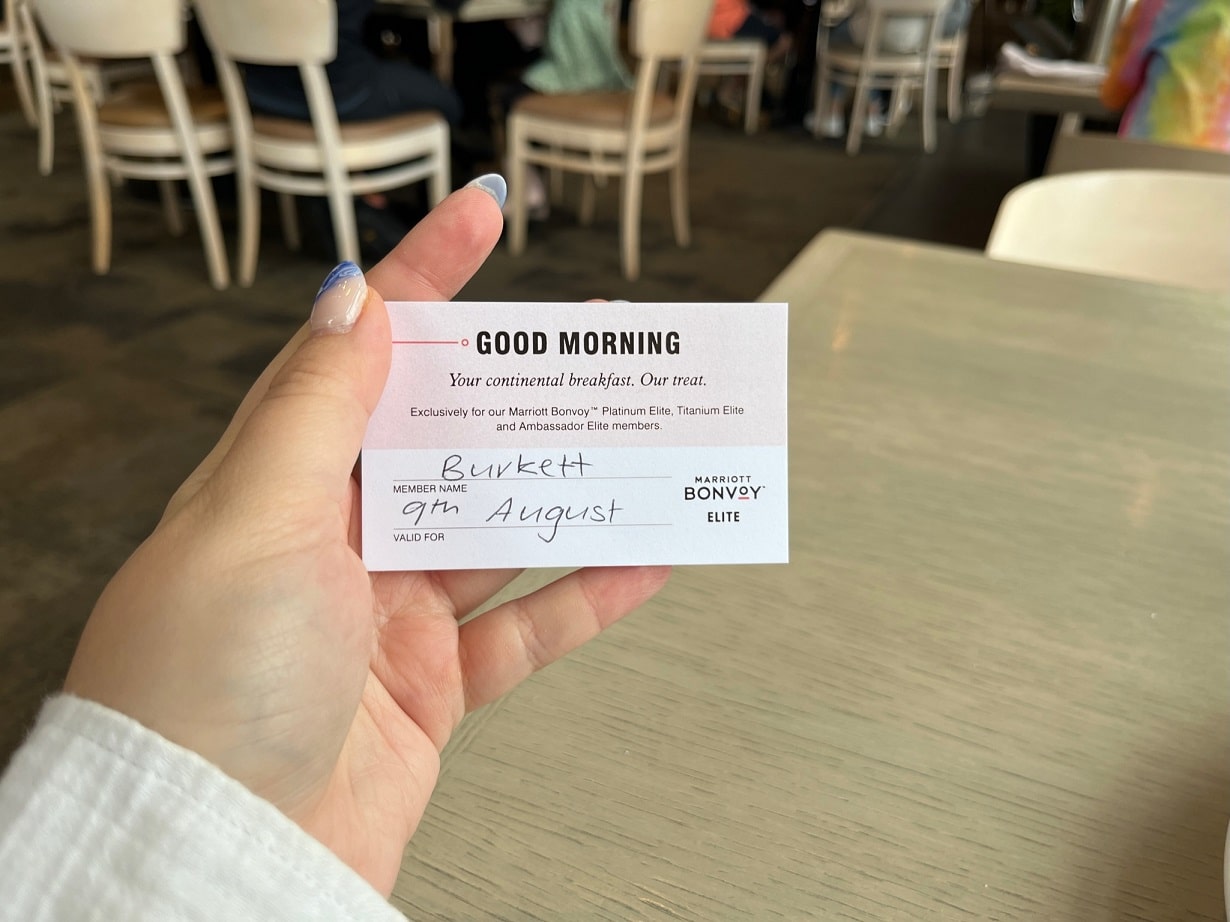 GOOD MORNING
Your continental breakfast. Our treat.
Exclusively for our Marriott Bonvoy™ Platinum Elite, Titanium Elite
and Ambassador Elite members.
Burkett
MEMBER NAME
9th August
VALID FOR
MARRIOTT
BONVOY™
ELITE